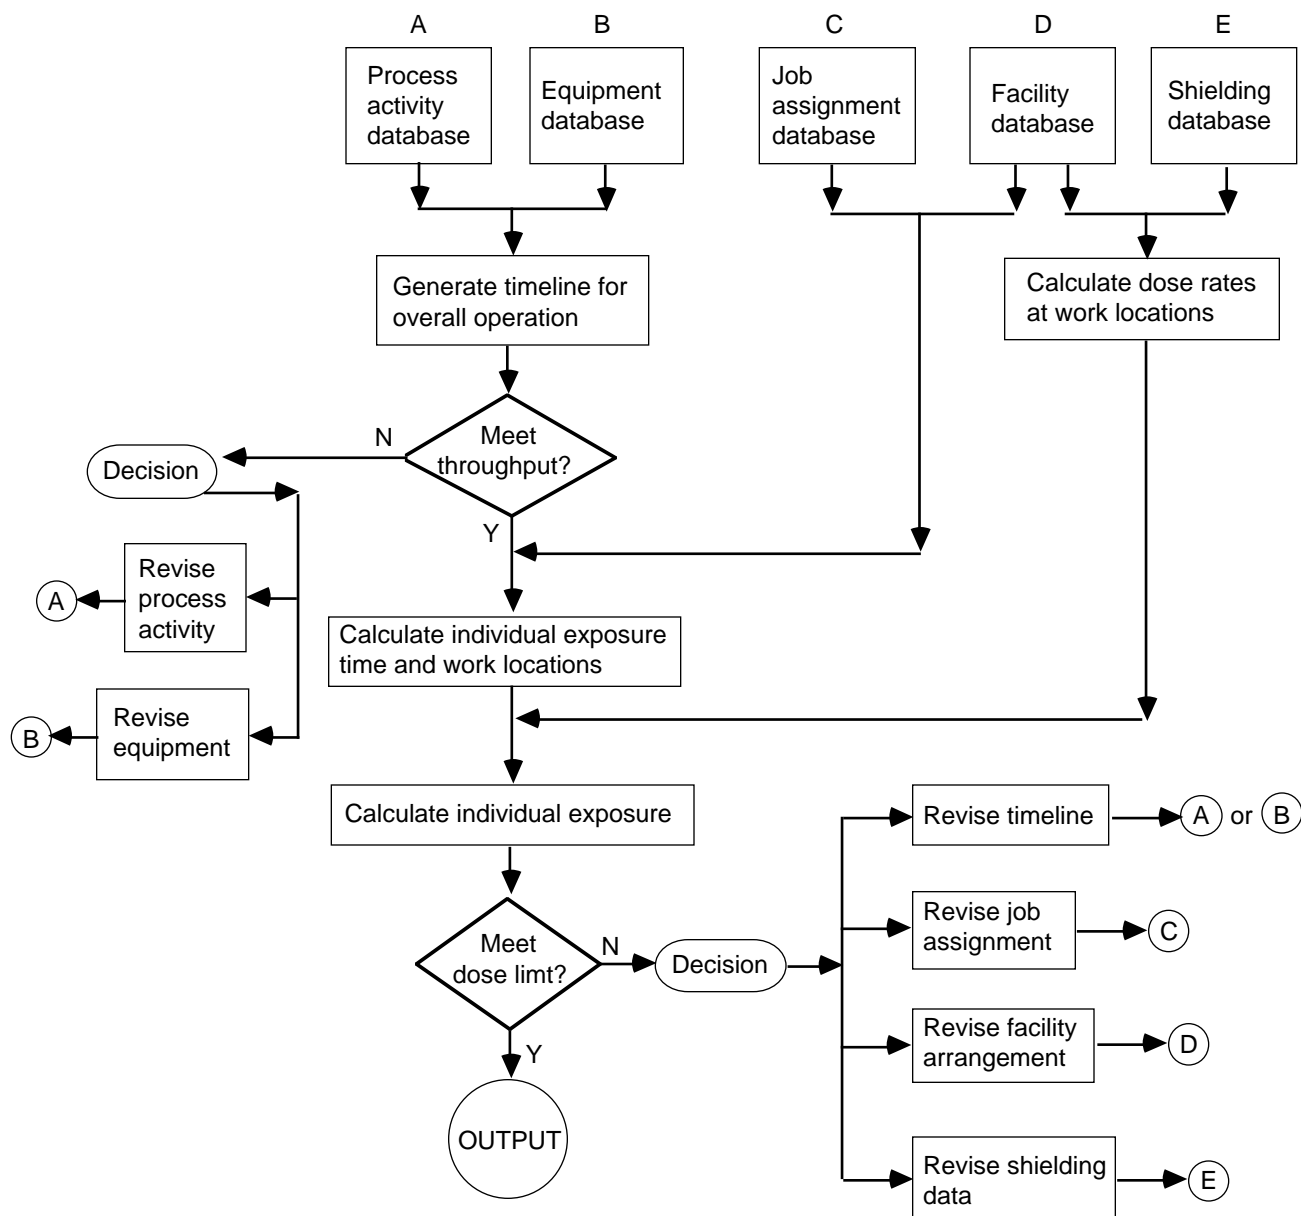 A
B
C
D
E
Process
activity
database
Equipment
database
Job
assignment
database
Facility
database
Shielding
database
Generate timeline for
overall operation
Calculate dose rates
at work locations
Meet
throughput?
N
Y
Decision
Revise
process
activity
A
Revise
equipment
B
Calculate individual exposure
time and work locations
Calculate individual exposure
Meet
dose limt?
N
Y
Decision
OUTPUT
Revise timeline
A or B
Revise job
assignment
C
Revise facility
arrangement
D
Revise shielding
data
E